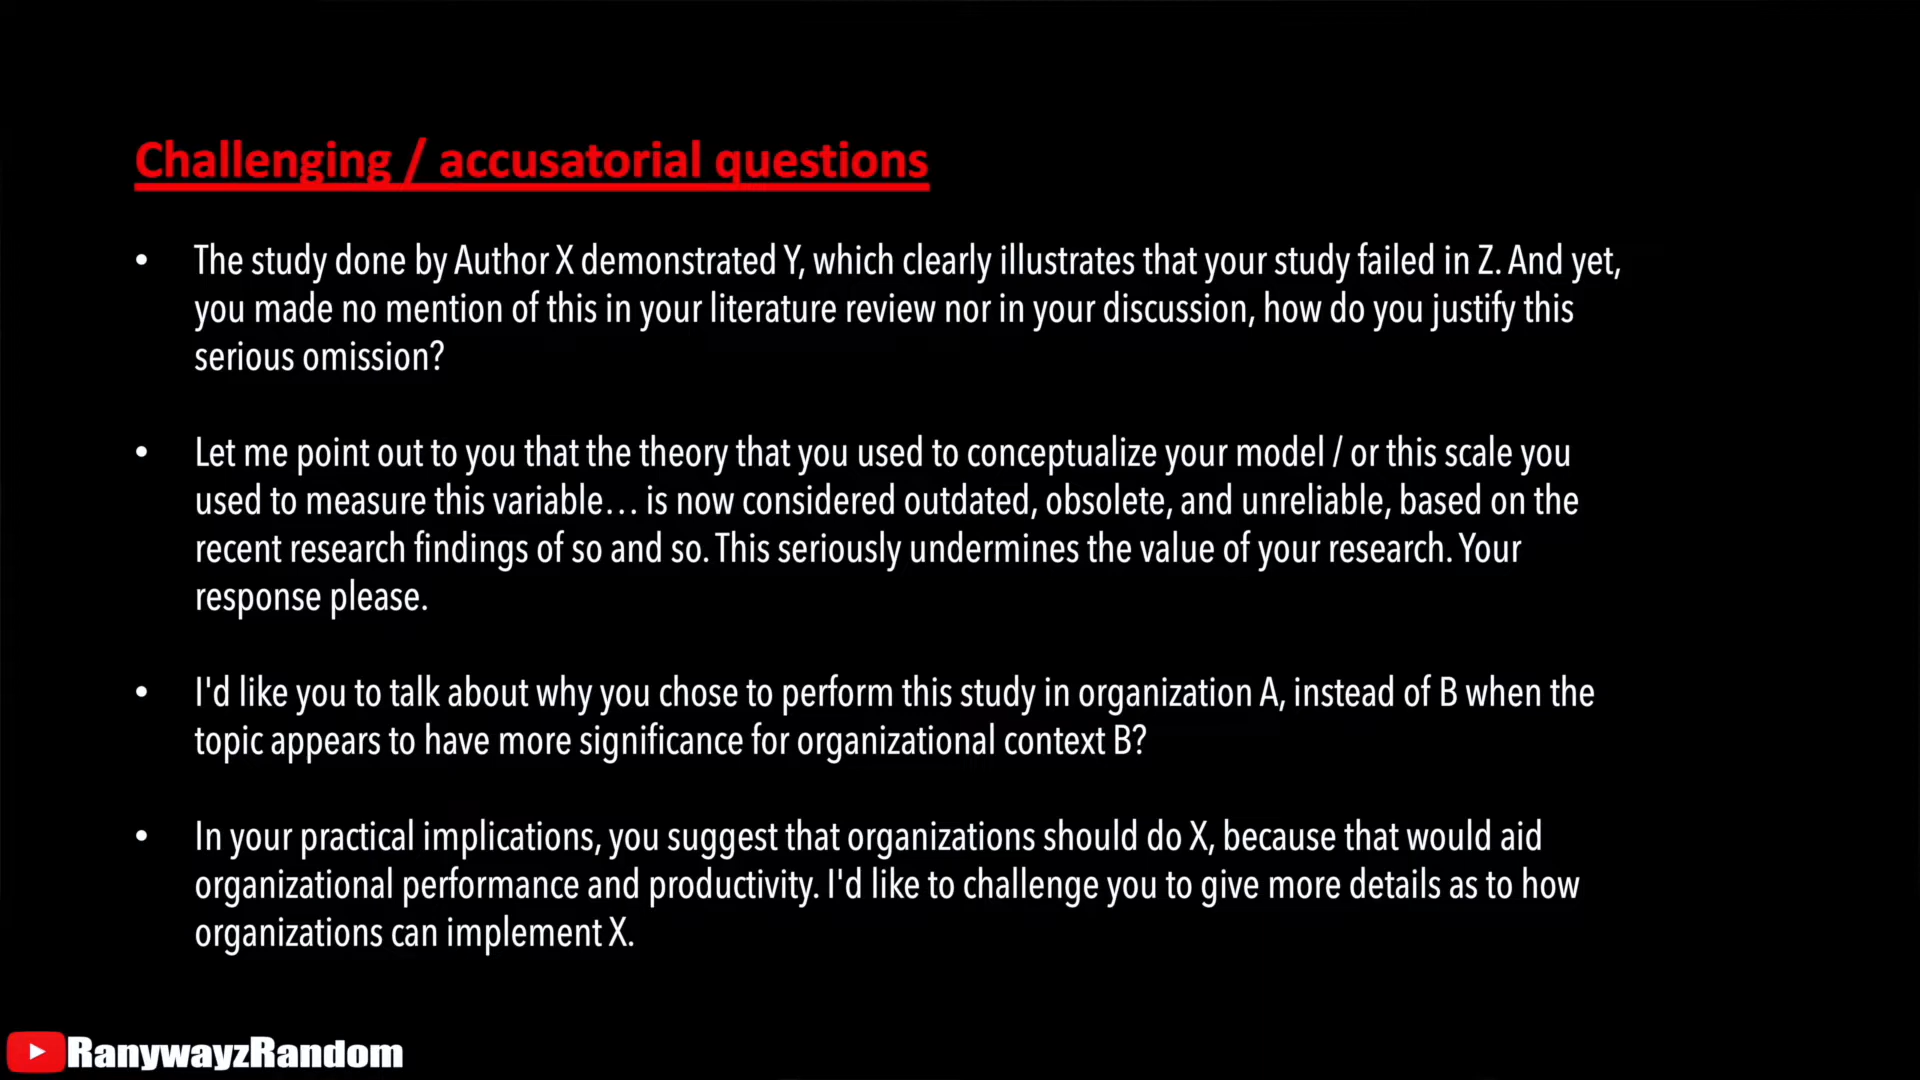 Challenging / accusatorial questions
• The study done by Author X demonstrated Y, which clearly illustrates that your study failed in Z. And yet,
you made no mention of this in your literature review nor in your discussion, how do you justify this
serious omission?
• Let me point out to you that the theory that you used to conceptualize your model / or this scale you
used to measure this variable… is now considered outdated, obsolete, and unreliable, based on the
recent research findings of so and so. This seriously undermines the value of your research. Your
response please.
• I'd like you to talk about why you chose to perform this study in organization A, instead of B when the
topic appears to have more significance for organizational context B?
• In your practical implications, you suggest that organizations should do X, because that would aid
organizational performance and productivity. I'd like to challenge you to give more details as to how
organizations can implement X.
RanywayzRandom